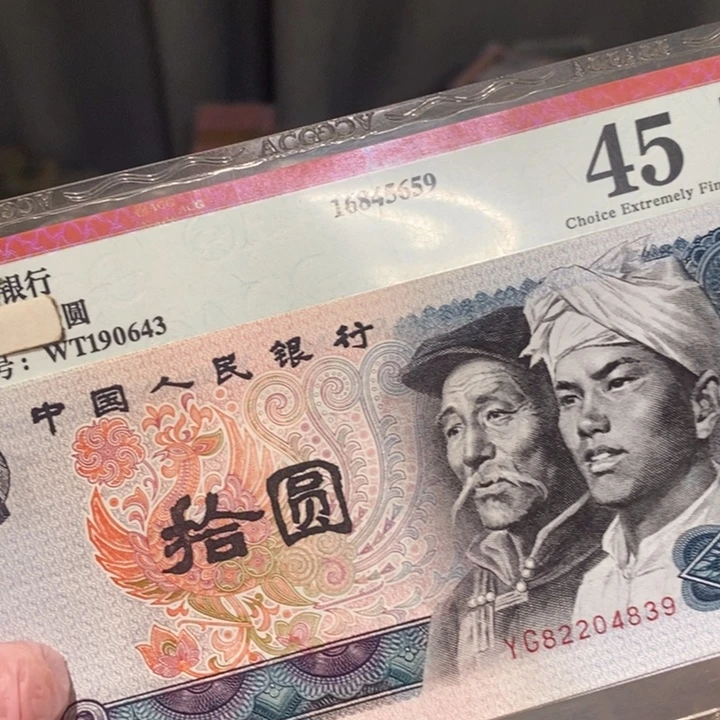 ACGOCA
16845659
45
Choice Extremely Fin
银行
圆
号: WT190643
中国人民银行
拾圆
YG82204839